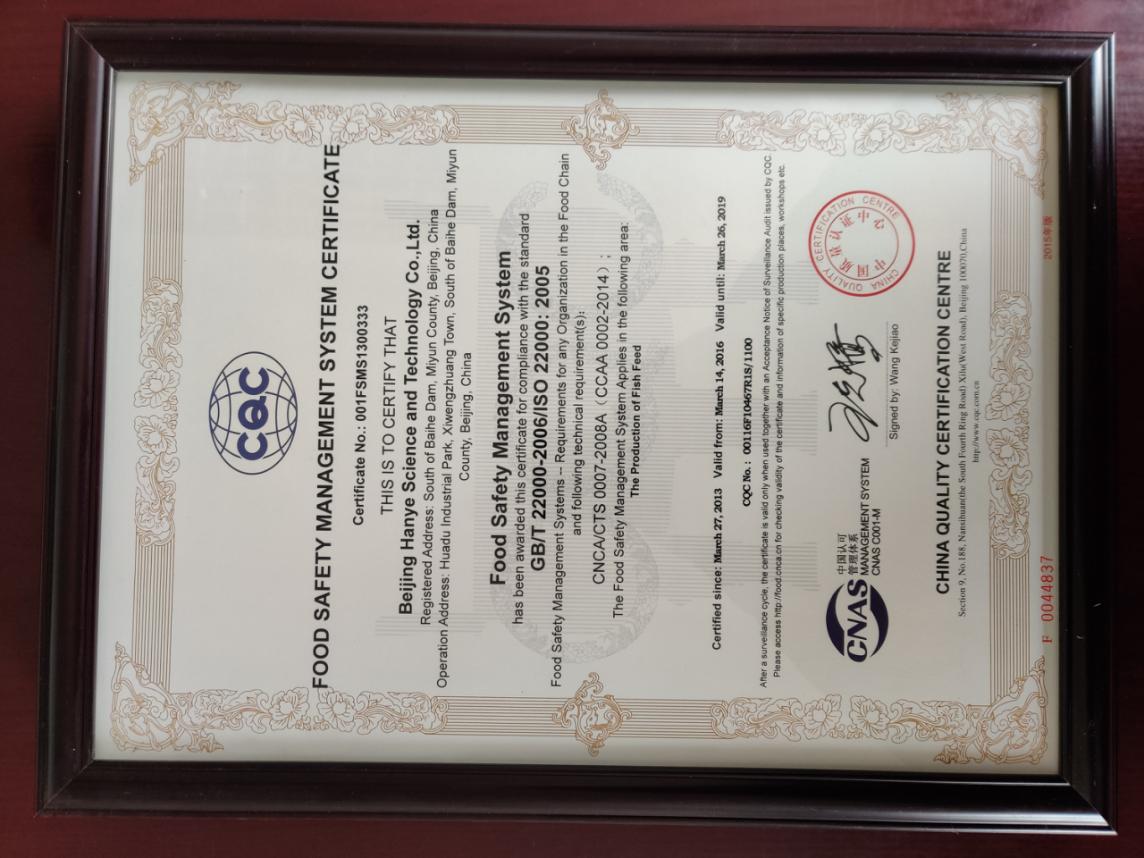 CQC
FOOD SAFETY MANAGEMENT SYSTEM CERTIFICATE
Certificate No.: 001FSMS1300333
THIS IS TO CERTIFY THAT
Beijing Hanye Science and Technology Co.,Ltd.
Registered Address: South of Baihe Dam, Miyun County, Beijing, China
Operation Address: Huadu Industrial Park, Xiwengzhuang Town, South of Baihe Dam, Miyun
County, Beijing, China
Food Safety Management System
has been awarded this certificate for compliance with the standard
GB/T 22000-2006/ISO 22000: 2005
Food Safety Management Systems -- Requirements for any Organization in the Food Chain
and following technical requirement(s):
CNCA/CTS 0007-2008A (CCAA 0002-2014) ;
The Food Safety Management System Applies in the following area:
The Production of Fish Feed
Certified since: March 27, 2013 Valid from: March 14, 2016 Valid until: March 26, 2019
CQC No.: 00116F10467R1S/1100
After a surveillance cycle, the certificate is valid only when used together with an Acceptance Notice of Surveillance Audit issued by CQC.
Please access http://food.cnca.cn for checking validity of the certificate and information of specific production places, workshops etc.
CNAS
中国认可
管理体系
MANAGEMENT SYSTEM
CNAS C001-M
Signed by: Wang Kejiao
CHINA QUALITY CERTIFICATION CENTRE
中国质量认证中心
CHINA QUALITY CERTIFICATION CENTRE
Section 9, No.188, Nansihuan(the South Fourth Ring Road) Xilu(West Road), Beijing 100070,China
http://www.cqc.com.cn
F 0044837
2015年版